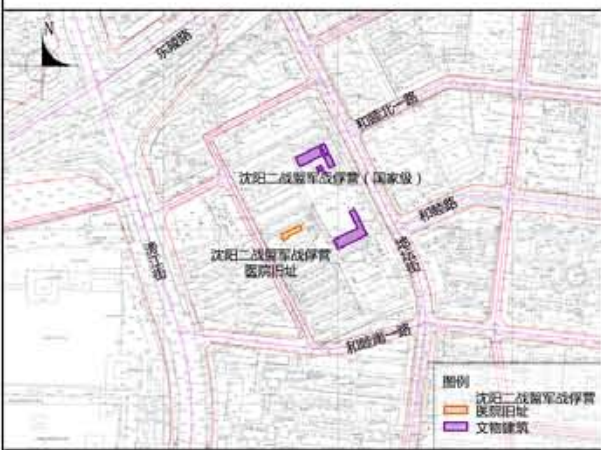 N
东陵路
和睦北一路
沈阳二战盟军战俘营（国家级）
和睦路
地坛街
沈阳二战盟军战俘营
医院旧址
和睦南一路
图例
沈阳二战盟军战俘营
医院旧址
文物建筑